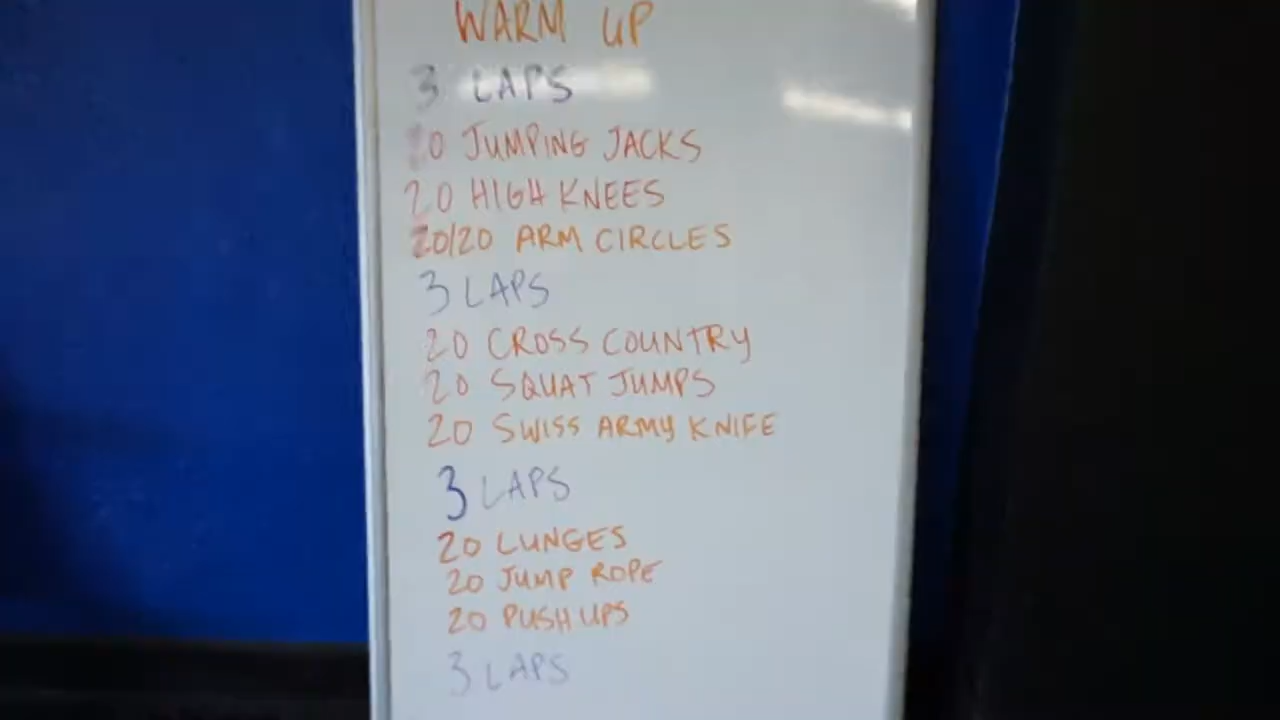 WARM UP
3 LAPS
20 JUMPING JACKS
20 HIGH KNEES
20/20 ARM CIRCLES
3 LAPS
20 CROSS COUNTRY
20 SQUAT JUMPS
20 SWISS ARMY KNIFE
3 LAPS
20 LUNGES
20 JUMP ROPE
20 PUSH UPS
3 LAPS